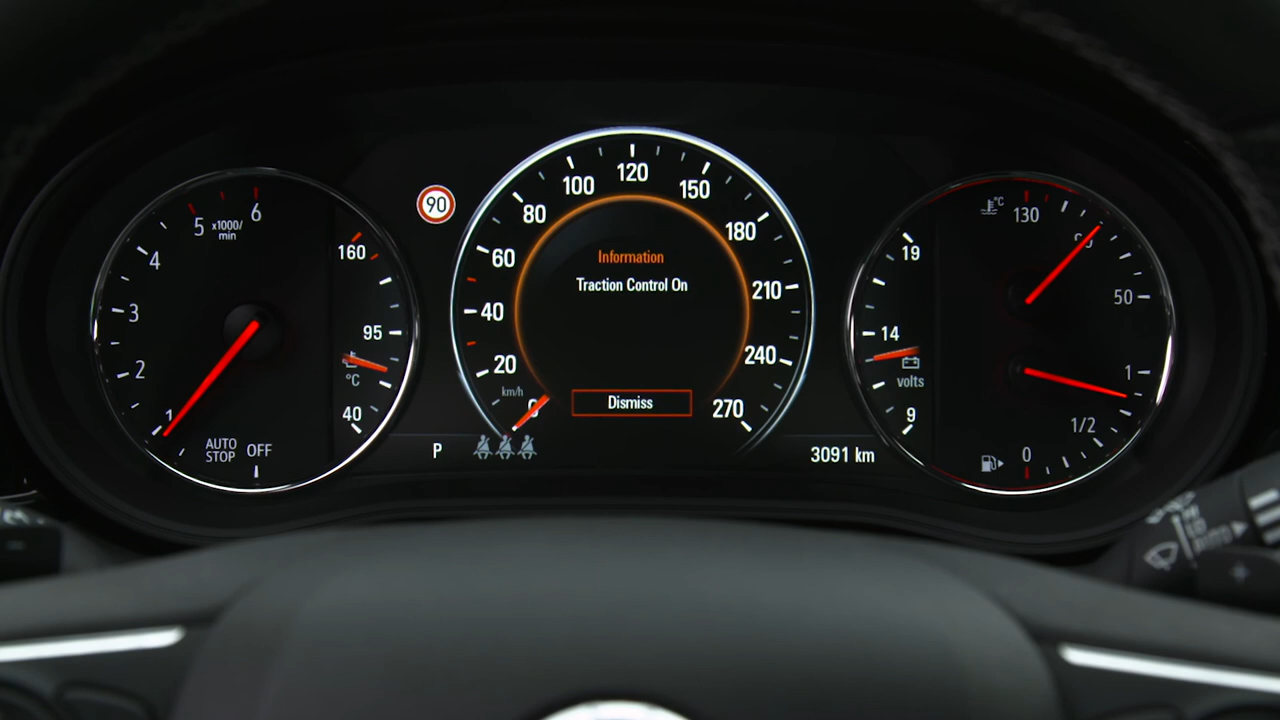 6
5 x1000/
min
4
3
2
1
AUTO
STOP
OFF
160
95
°C
40
90
120
100
150
80
180
60
Information
Traction Control On
210
40
240
20
km/h
0
Dismiss
270
P
3091 km
°C
130
19
90
50
14
volts
9
1
1/2
0